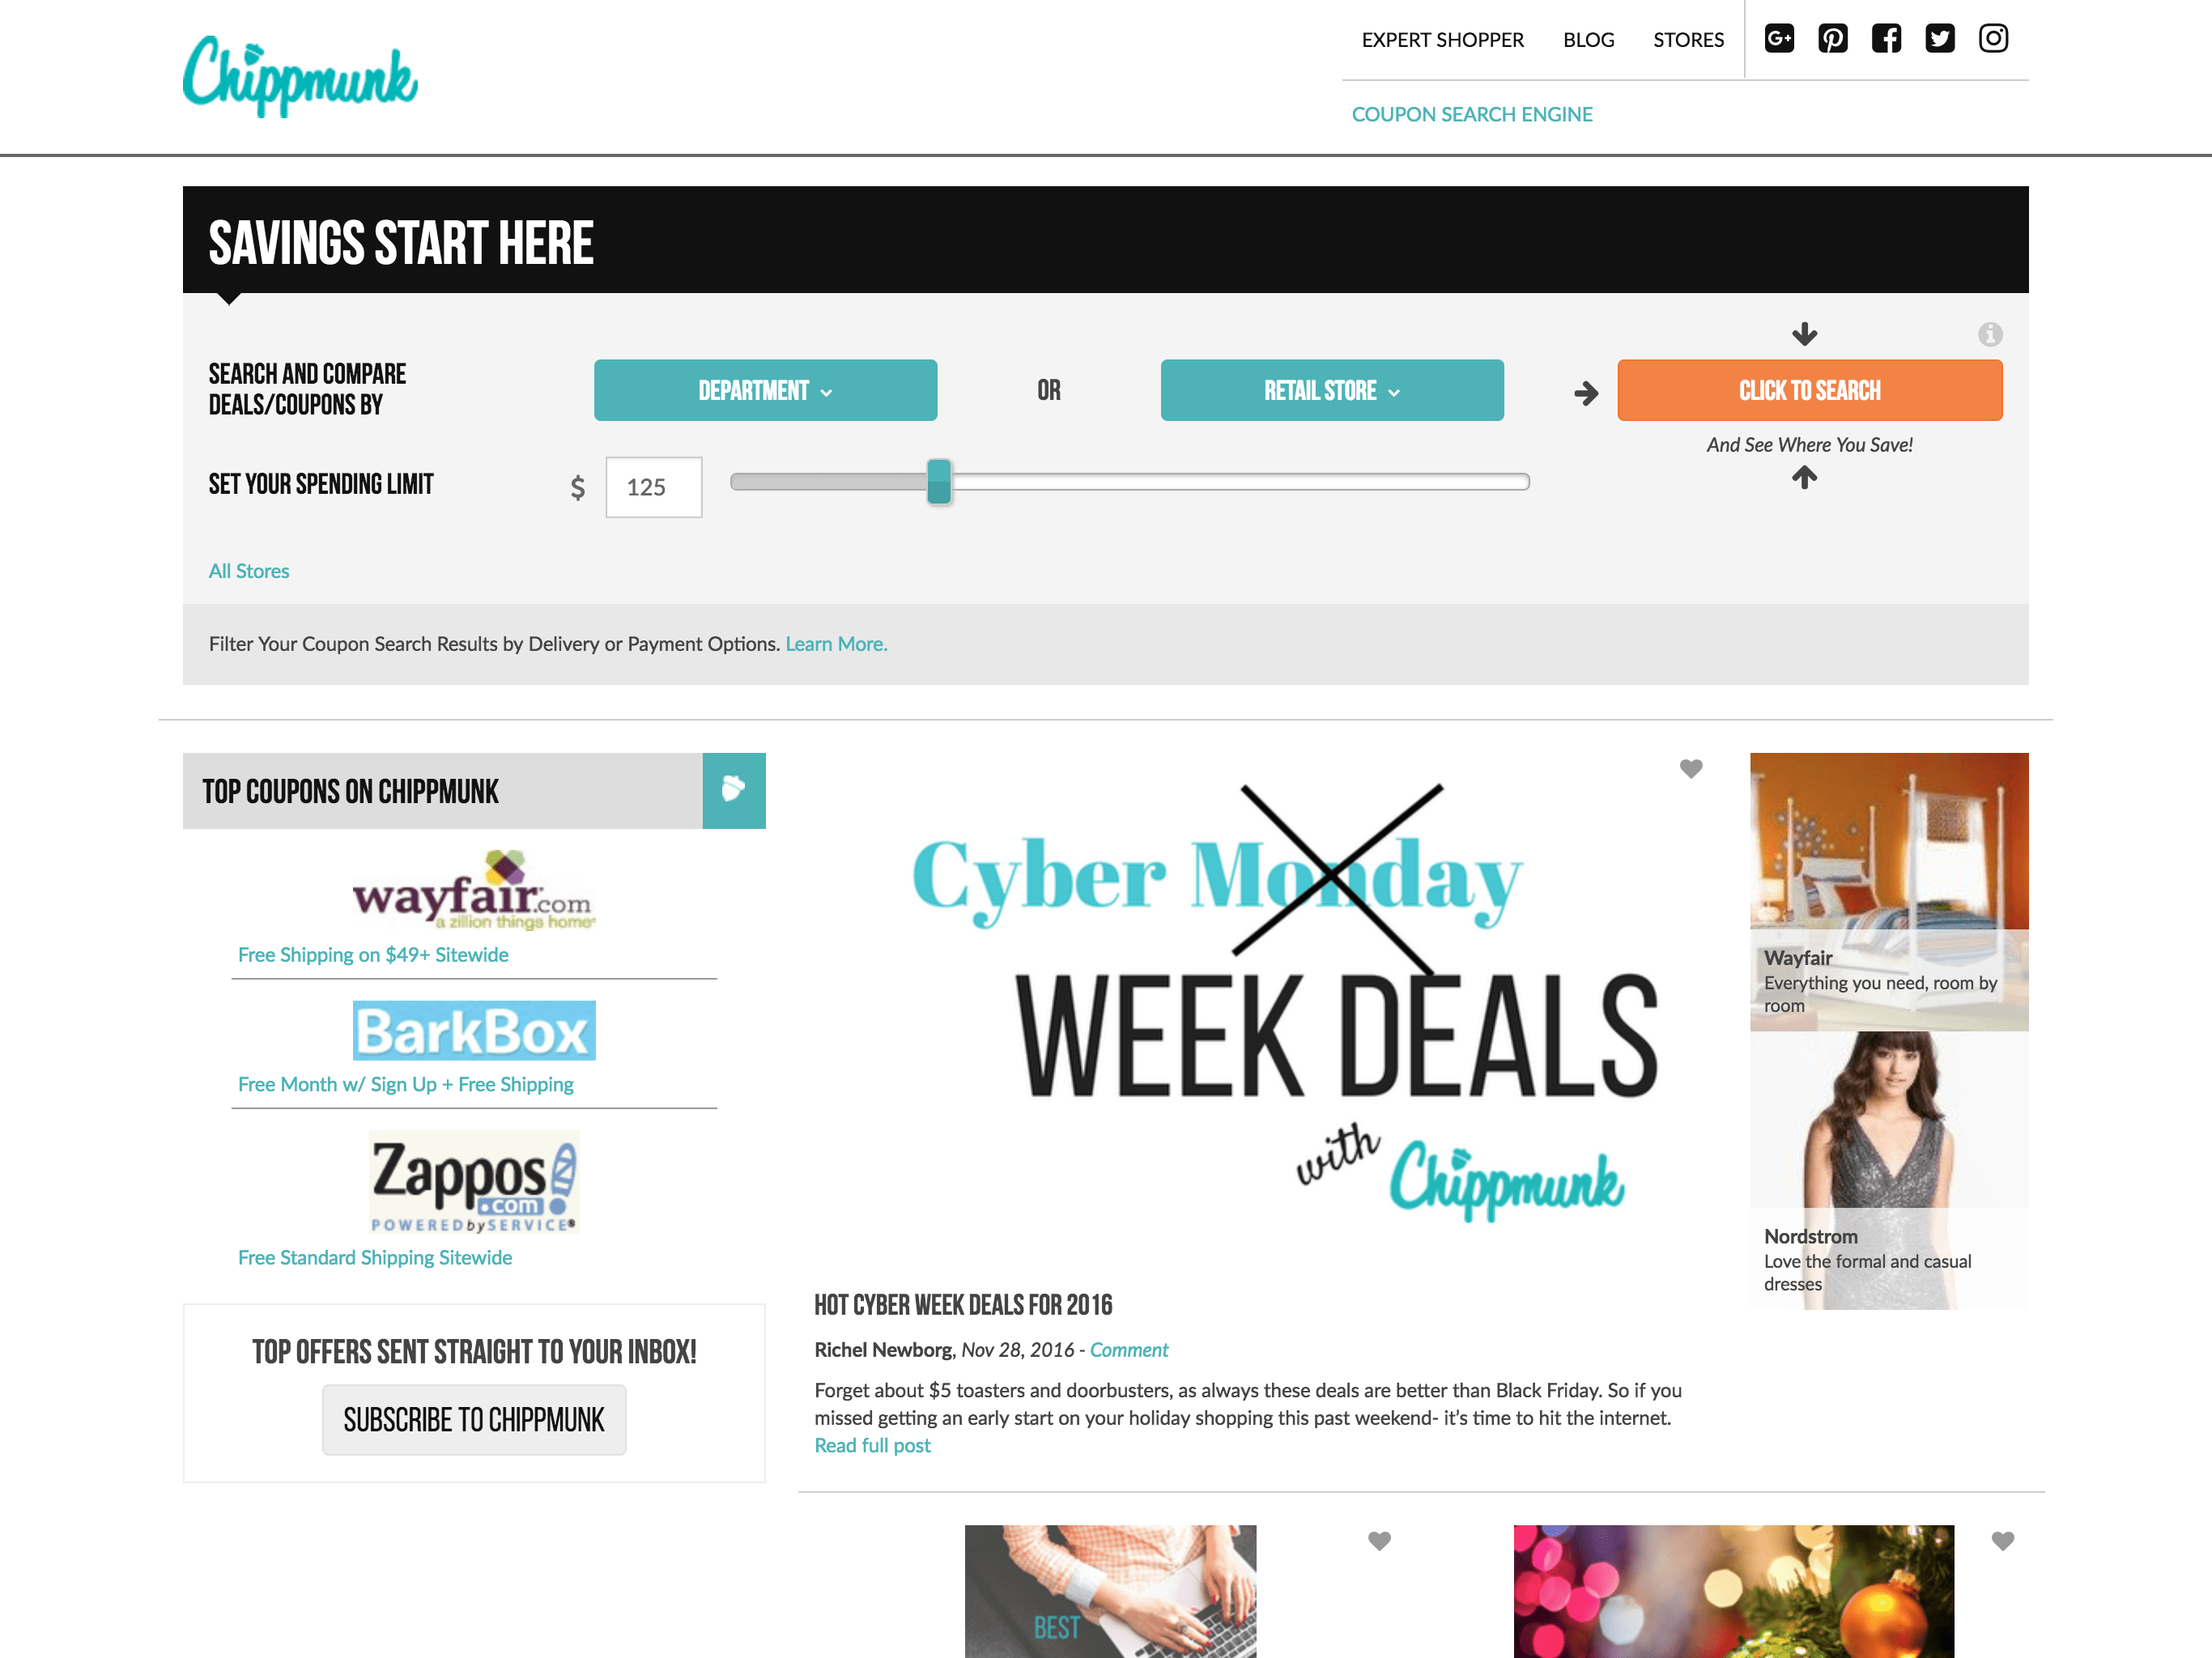 Chippmunk
EXPERT SHOPPER BLOG STORES
COUPON SEARCH ENGINE
SAVINGS START HERE
SEARCH AND COMPARE
DEALS/COUPONS BY
DEPARTMENT
OR
RETAIL STORE
CLICK TO SEARCH
And See Where You Save!
SET YOUR SPENDING LIMIT
$ 125
All Stores
Filter Your Coupon Search Results by Delivery or Payment Options. Learn More.
TOP COUPONS ON CHIPPMUNK
wayfair.com
a zillion things home
Free Shipping on $49+ Sitewide
BarkBox
Free Month w/ Sign Up + Free Shipping
Zappos
.com
POWEREDbySERVICE®
Free Standard Shipping Sitewide
TOP OFFERS SENT STRAIGHT TO YOUR INBOX!
SUBSCRIBE TO CHIPPMUNK
Cyber Monday
WEEK DEALS
with Chippmunk
HOT CYBER WEEK DEALS FOR 2016
Richel Newborg, Nov 28, 2016 - Comment
Forget about $5 toasters and doorbusters, as always these deals are better than Black Friday. So if you
missed getting an early start on your holiday shopping this past weekend- it's time to hit the internet.
Read full post
Wayfair
Everything you need, room by
room
Nordstrom
Love the formal and casual
dresses
BEST